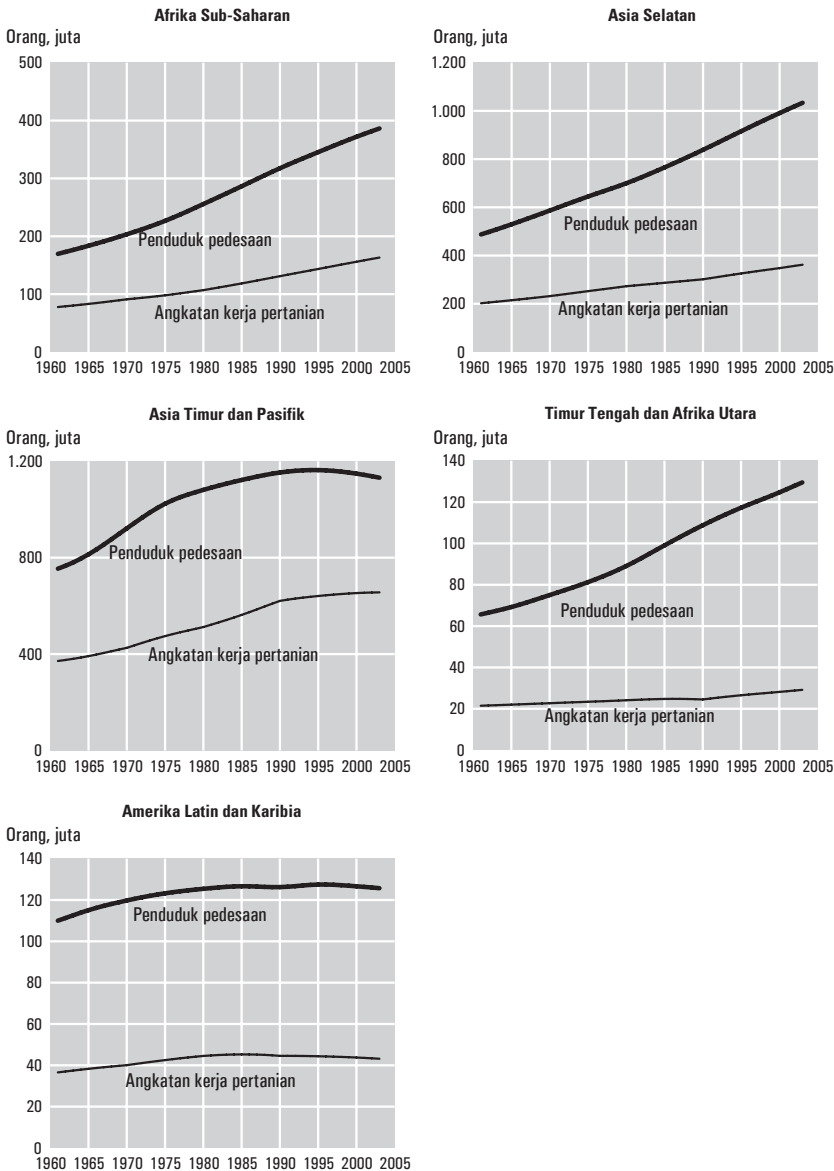 Afrika Sub-Saharan
Orang, juta
500
400
300
200
100
0
Penduduk pedesaan
Angkatan kerja pertanian
1960 1965 1970 1975 1980 1985 1990 1995 2000 2005
Asia Selatan
Orang, juta
1.200
1.000
800
600
400
200
0
Penduduk pedesaan
Angkatan kerja pertanian
1960 1965 1970 1975 1980 1985 1990 1995 2000 2005
Asia Timur dan Pasifik
Orang, juta
1.200
800
400
0
Penduduk pedesaan
Angkatan kerja pertanian
1960 1965 1970 1975 1980 1985 1990 1995 2000 2005
Timur Tengah dan Afrika Utara
Orang, juta
140
120
100
80
60
40
20
0
Penduduk pedesaan
Angkatan kerja pertanian
1960 1965 1970 1975 1980 1985 1990 1995 2000 2005
Amerika Latin dan Karibia
Orang, juta
140
120
100
80
60
40
20
0
Penduduk pedesaan
Angkatan kerja pertanian
1960 1965 1970 1975 1980 1985 1990 1995 2000 2005